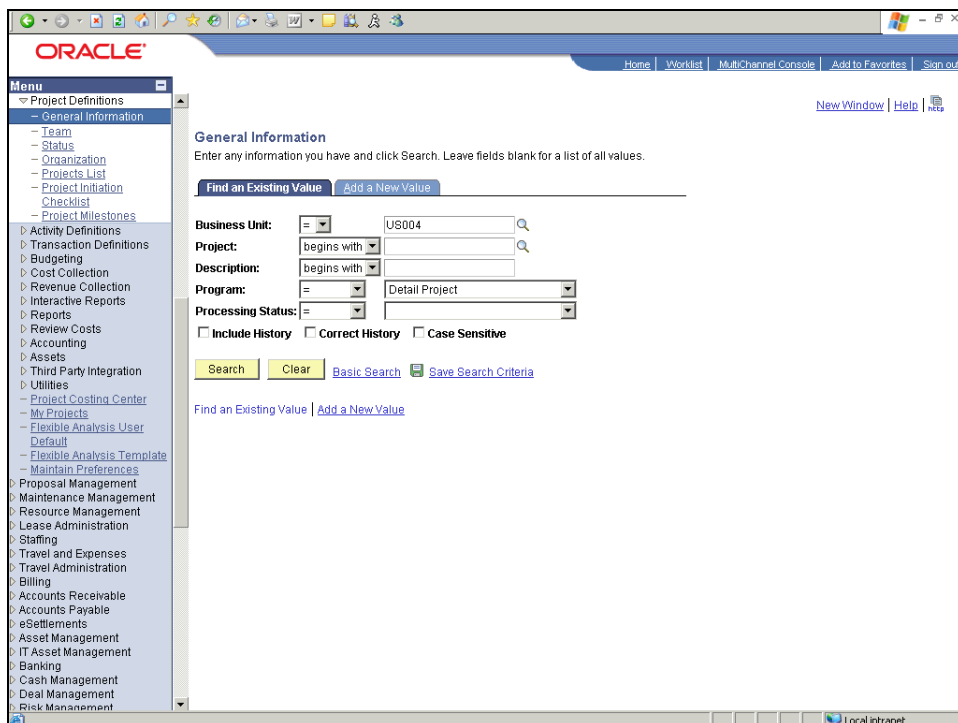 ORACLE
Home | Worklist | MultiChannel Console | Add to Favorites | Sign out
Menu
Project Definitions
– General Information
– Team
– Status
– Organization
– Projects List
– Project Initiation
Checklist
– Project Milestones
Activity Definitions
Transaction Definitions
Budgeting
Cost Collection
Revenue Collection
Interactive Reports
Reports
Review Costs
Accounting
Assets
Third Party Integration
Utilities
– Project Costing Center
– My Projects
– Flexible Analysis User
Default
– Flexible Analysis Template
– Maintain Preferences
Proposal Management
Maintenance Management
Resource Management
Lease Administration
Staffing
Travel and Expenses
Travel Administration
Billing
Accounts Receivable
Accounts Payable
eSettlements
Asset Management
IT Asset Management
Banking
Cash Management
Deal Management
Risk Management
New Window | Help | http
General Information
Enter any information you have and click Search. Leave fields blank for a list of all values.
Find an Existing Value Add a New Value
Business Unit: = US004
Project: begins with
Description: begins with
Program: = Detail Project
Processing Status: =
Include History Correct History Case Sensitive
Search Clear Basic Search Save Search Criteria
Find an Existing Value | Add a New Value
Local intranet